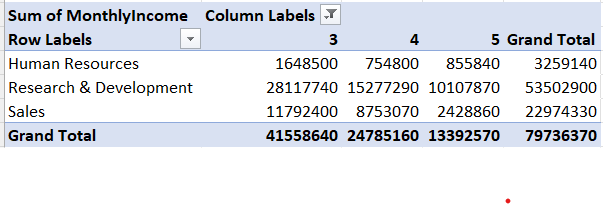 Sum of MonthlyIncome Column Labels
Row Labels 3 4 5 Grand Total
Human Resources 1648500 754800 855840 3259140
Research & Development 28117740 15277290 10107870 53502900
Sales 11792400 8753070 2428860 22974330
Grand Total 41558640 24785160 13392570 79736370